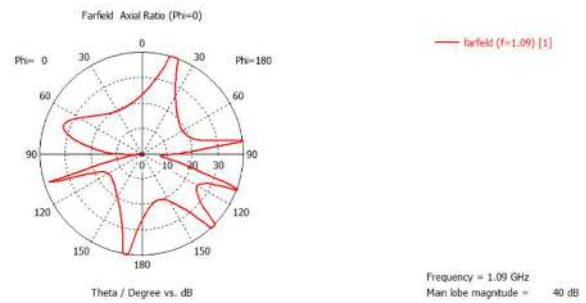 Farfield Axial Ratio (Phi=0)
Phi= 0 30 0 30 Phi=180
60 60
90 0 10 20 30 90
120 120
150 180 150
Theta / Degree vs. dB
farfield (f=1.09) [1]
Frequency = 1.09 GHz
Main lobe magnitude = 40 dB